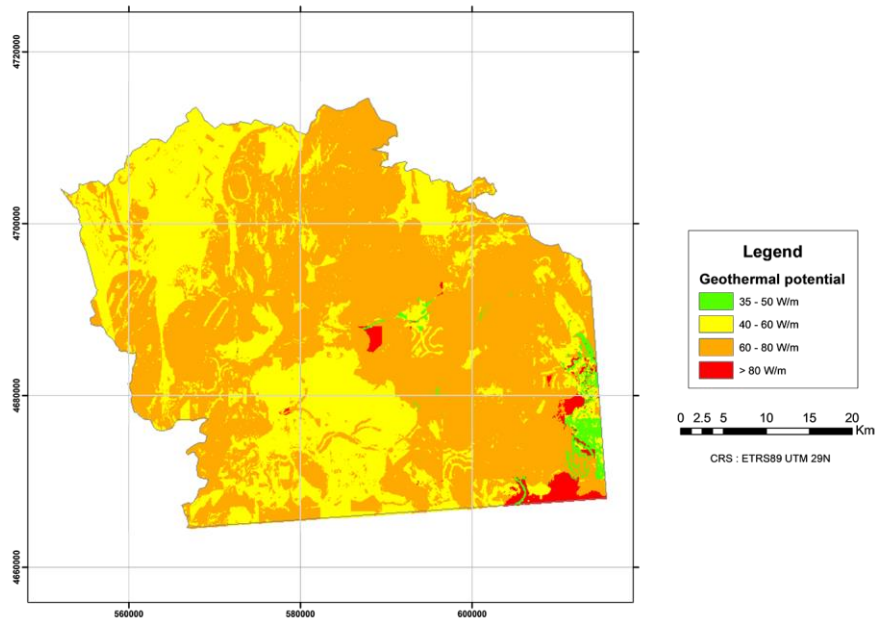 4720000
4700000
4680000
4660000
560000
580000
600000
Legend
Geothermal potential
35 - 50 W/m
40 - 60 W/m
60 - 80 W/m
> 80 W/m
0 2.5 5 10 15 20
Km
CRS : ETRS89 UTM 29N